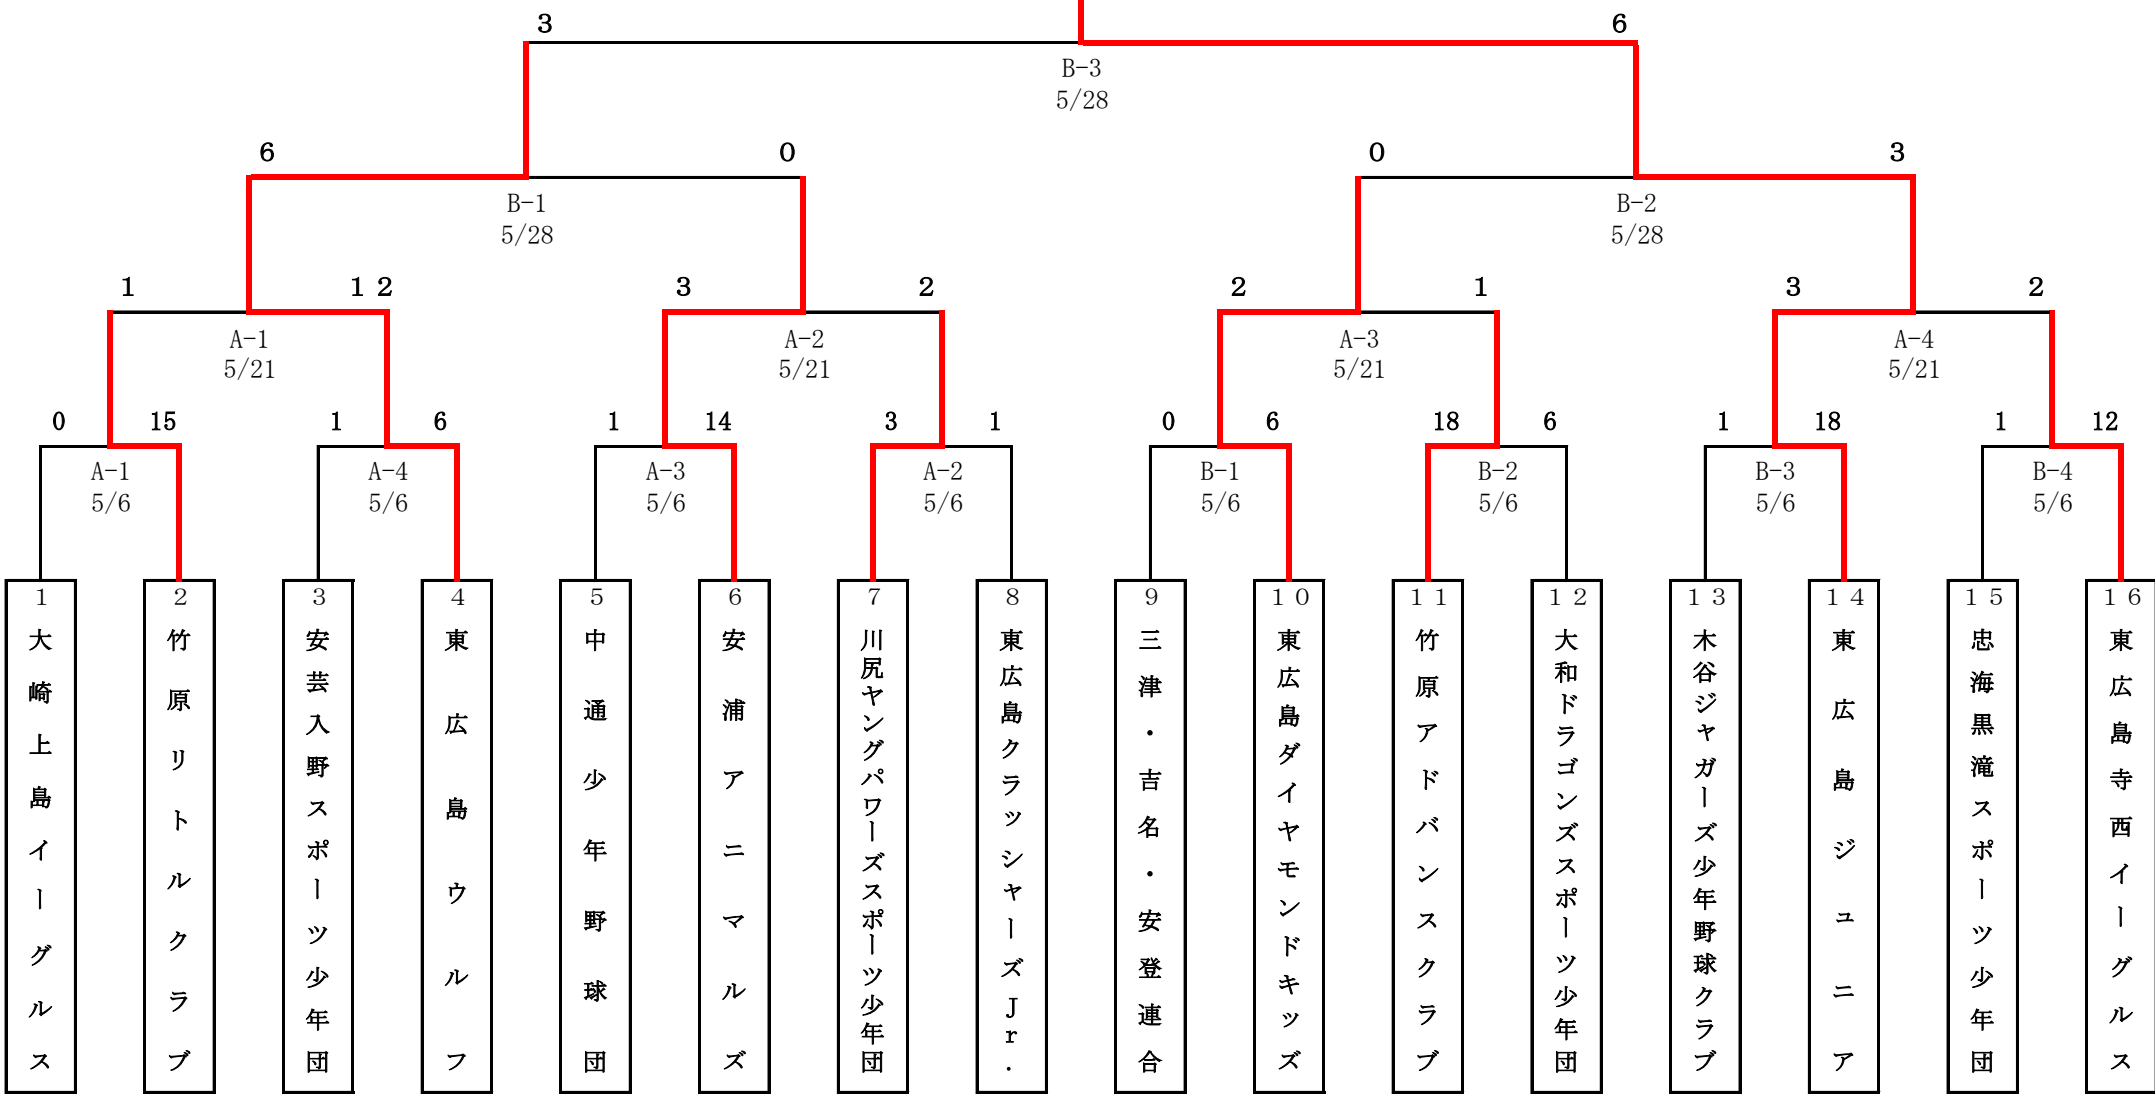 ３ ６
B-3
5/28
６ ０ ０ ３
B-1 B-2
5/28 5/28
１ １２ ３ ２ ２ １ ３ ２
A-1 A-2 A-3 A-4
5/21 5/21 5/21 5/21
0 15 1 6 1 14 3 1 0 6 18 6 1 18 1 12
A-1 A-4 A-3 A-2 B-1 B-2 B-3 B-4
5/6 5/6 5/6 5/6 5/6 5/6 5/6 5/6
１ ２ ３ ４ ５ ６ ７ ８ ９ １０ １１ １２ １３ １４ １５ １６
大崎上島イーグルス
竹原リトルクラブ
安芸入野スポーツ少年団
東広島ウルフ
中通少年野球団
安浦アニマルズ
川尻ヤングパワーズスポーツ少年団
東広島クラッシャーズＪｒ．
三津・吉名・安登連合
東広島ダイヤモンドキッズ
竹原アドバンスクラブ
大和ドラゴンズスポーツ少年団
木谷ジャガーズ少年野球クラブ
東広島ジュニア
忠海黒滝スポーツ少年団
東広島寺西イーグルス